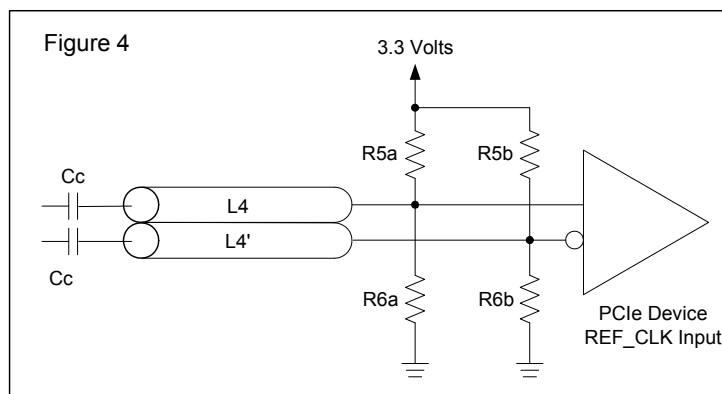 Figure 4
3.3 Volts
R5a
R5b
Cc
L4
L4'
Cc
R6a
R6b
PCIe Device
REF_CLK Input